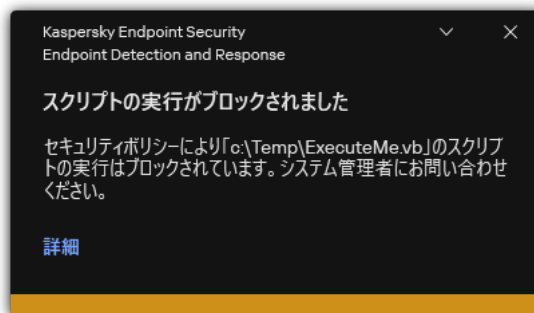 Kaspersky Endpoint Security
Endpoint Detection and Response
スクリプトの実行がブロックされました
セキュリティポリシーにより「c:\Temp\ExecuteMe.vb」のスクリプ
トの実行はブロックされています。システム管理者にお問い合わせ
ください。
詳細